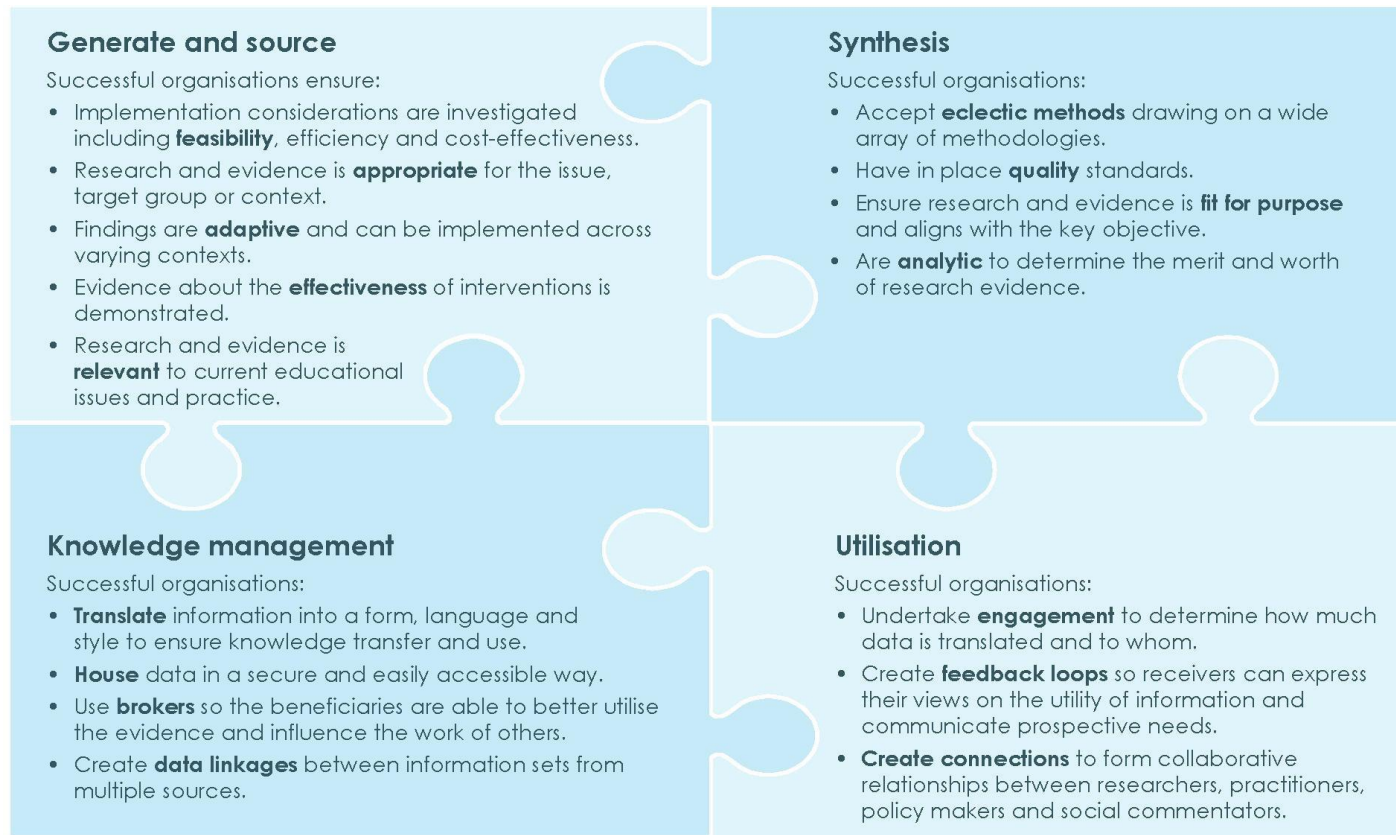 Generate and source
Successful organisations ensure:
• Implementation considerations are investigated
including feasibility, efficiency and cost-effectiveness.
• Research and evidence is appropriate for the issue,
target group or context.
• Findings are adaptive and can be implemented across
varying contexts.
• Evidence about the effectiveness of interventions is
demonstrated.
• Research and evidence is
relevant to current educational
issues and practice.
Synthesis
Successful organisations:
• Accept eclectic methods drawing on a wide
array of methodologies.
• Have in place quality standards.
• Ensure research and evidence is fit for purpose
and aligns with the key objective.
• Are analytic to determine the merit and worth
of research evidence.
Knowledge management
Successful organisations:
• Translate information into a form, language and
style to ensure knowledge transfer and use.
• House data in a secure and easily accessible way.
• Use brokers so the beneficiaries are able to better utilise
the evidence and influence the work of others.
• Create data linkages between information sets from
multiple sources.
Utilisation
Successful organisations:
• Undertake engagement to determine how much
data is translated and to whom.
• Create feedback loops so receivers can express
their views on the utility of information and
communicate prospective needs.
• Create connections to form collaborative
relationships between researchers, practitioners,
policy makers and social commentators.